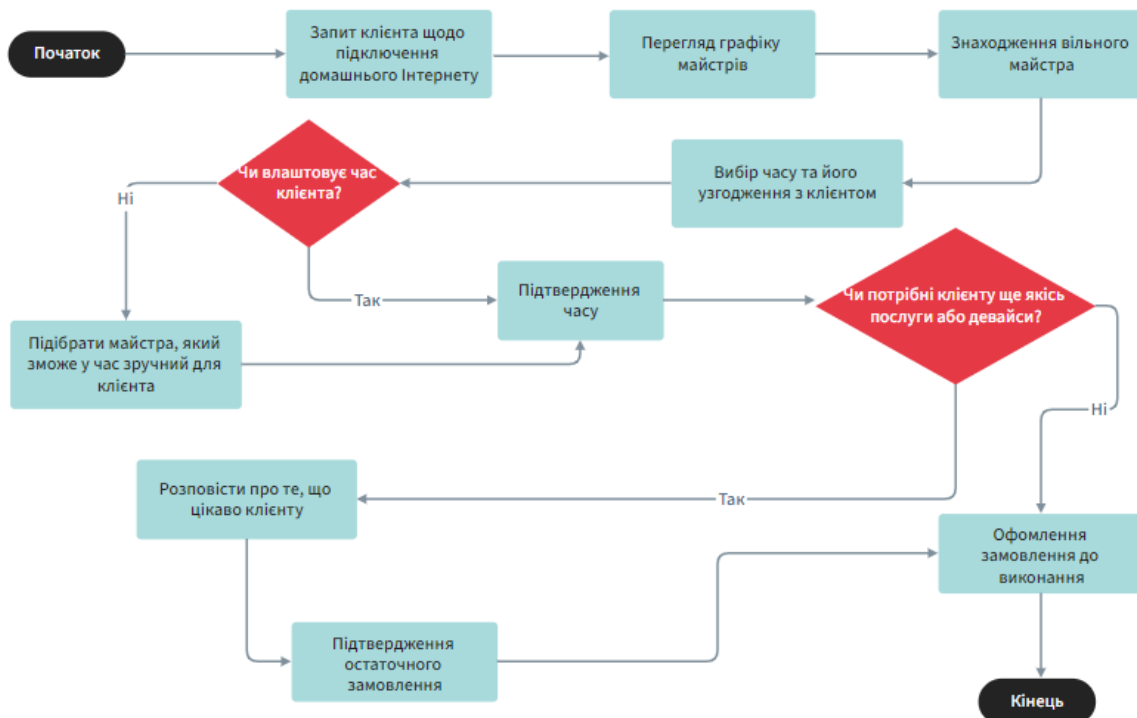 Початок
Запит клієнта щодо
підключення
домашнього Інтернету
Перегляд графіку
майстрів
Знаходження вільного
майстра
Чи влаштовує час
клієнта?
Вибір часу та його
узгодження з клієнтом
Ні
Так
Підтвердження
часу
Чи потрібні клієнту ще якісь
послуги або девайси?
Підібрати майстра, який
зможе у час зручний для
клієнта
Ні
Розповісти про те, що
цікаво клієнту
Так
Офомлення
замовлення до
виконання
Підтвердження
остаточного
замовлення
Кінець